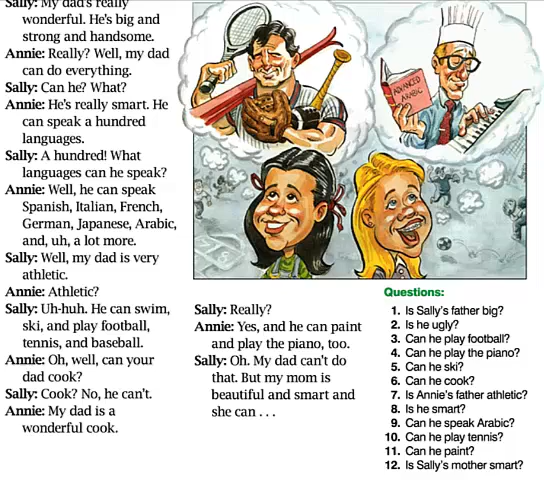 Sally: My dad's really
wonderful. He's big and
strong and handsome.
Annie: Really? Well, my dad
can do everything.
Sally: Can he? What?
Annie: He's really smart. He
can speak a hundred
languages.
Sally: A hundred! What
languages can he speak?
Annie: Well, he can speak
Spanish, Italian, French,
German, Japanese, Arabic,
and, uh, a lot more.
Sally: Well, my dad is very
athletic.
Annie: Athletic?
Sally: Uh-huh. He can swim,
ski, and play football,
tennis, and baseball.
Annie: Oh, well, can your
dad cook?
Sally: Cook? No, he can't.
Annie: My dad is a
wonderful cook.
ADVANCED
ARABIC
Sally: Really?
Annie: Yes, and he can paint
and play the piano, too.
Sally: Oh. My dad can't do
that. But my mom is
beautiful and smart and
she can . . .
Questions:
1. Is Sally's father big?
2. Is he ugly?
3. Can he play football?
4. Can he play the piano?
5. Can he ski?
6. Can he cook?
7. Is Annie's father athletic?
8. Is he smart?
9. Can he speak Arabic?
10. Can he play tennis?
11. Can he paint?
12. Is Sally's mother smart?